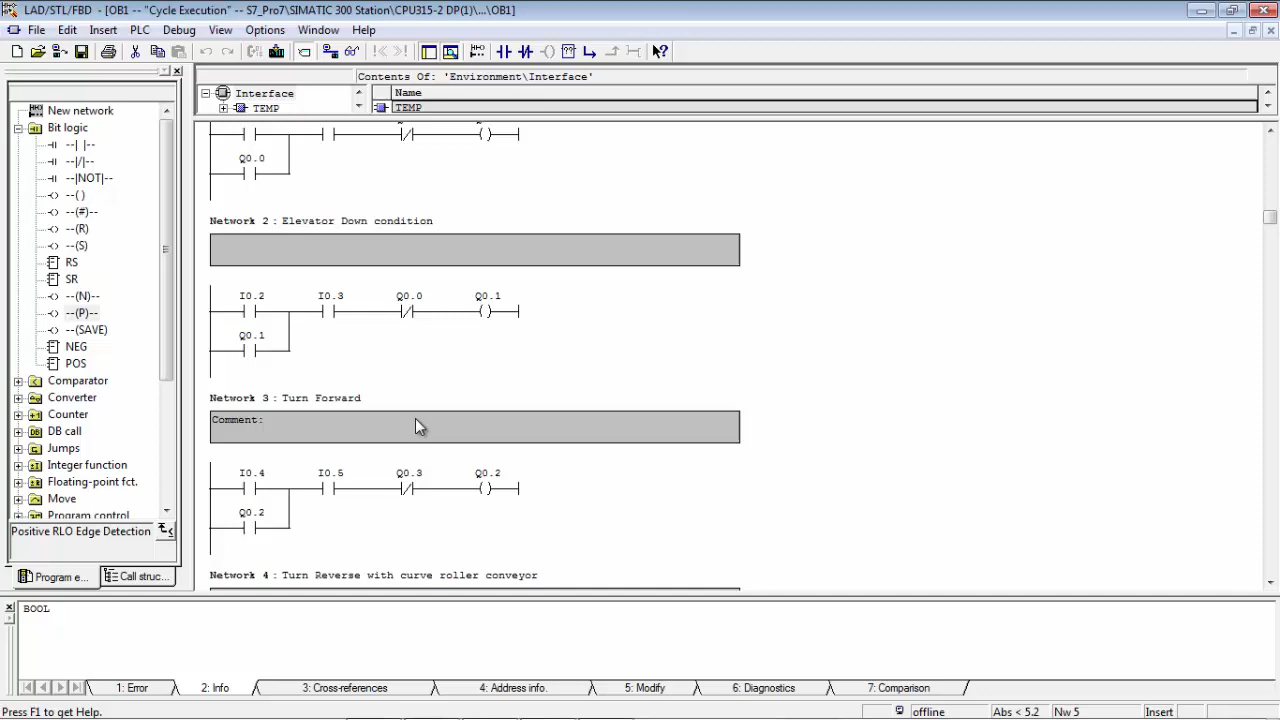 LAD/STL/FBD - [OB1 -- "Cycle Execution" -- S7_Pro7\SIMATIC 300 Station\CPU315-2 DP(1)\...\OB1]
File Edit Insert PLC Debug View Options Window Help
Contents Of: 'Environment\Interface'
Interface
TEMP
Name
TEMP
New network
Bit logic
--| |--
--|/|--
--|NOT|--
--( )
--(#)--
--(R)
--(S)
RS
SR
--(N)--
--(P)--
--(SAVE)
NEG
POS
Comparator
Converter
Counter
DB call
Jumps
Integer function
Floating-point fct.
Move
Program control
Positive RLO Edge Detection
Program e...
Call struc...
Q0.0
Network 2 : Elevator Down condition
I0.2 I0.3 Q0.0 Q0.1
Q0.1
Network 3 : Turn Forward
Comment:
I0.4 I0.5 Q0.3 Q0.2
Q0.2
Network 4 : Turn Reverse with curve roller conveyor
BOOL
1: Error 2: Info 3: Cross-references 4: Address info. 5: Modify 6: Diagnostics 7: Comparison
Press F1 to get Help.
offline Abs < 5.2 Nw 5 Insert